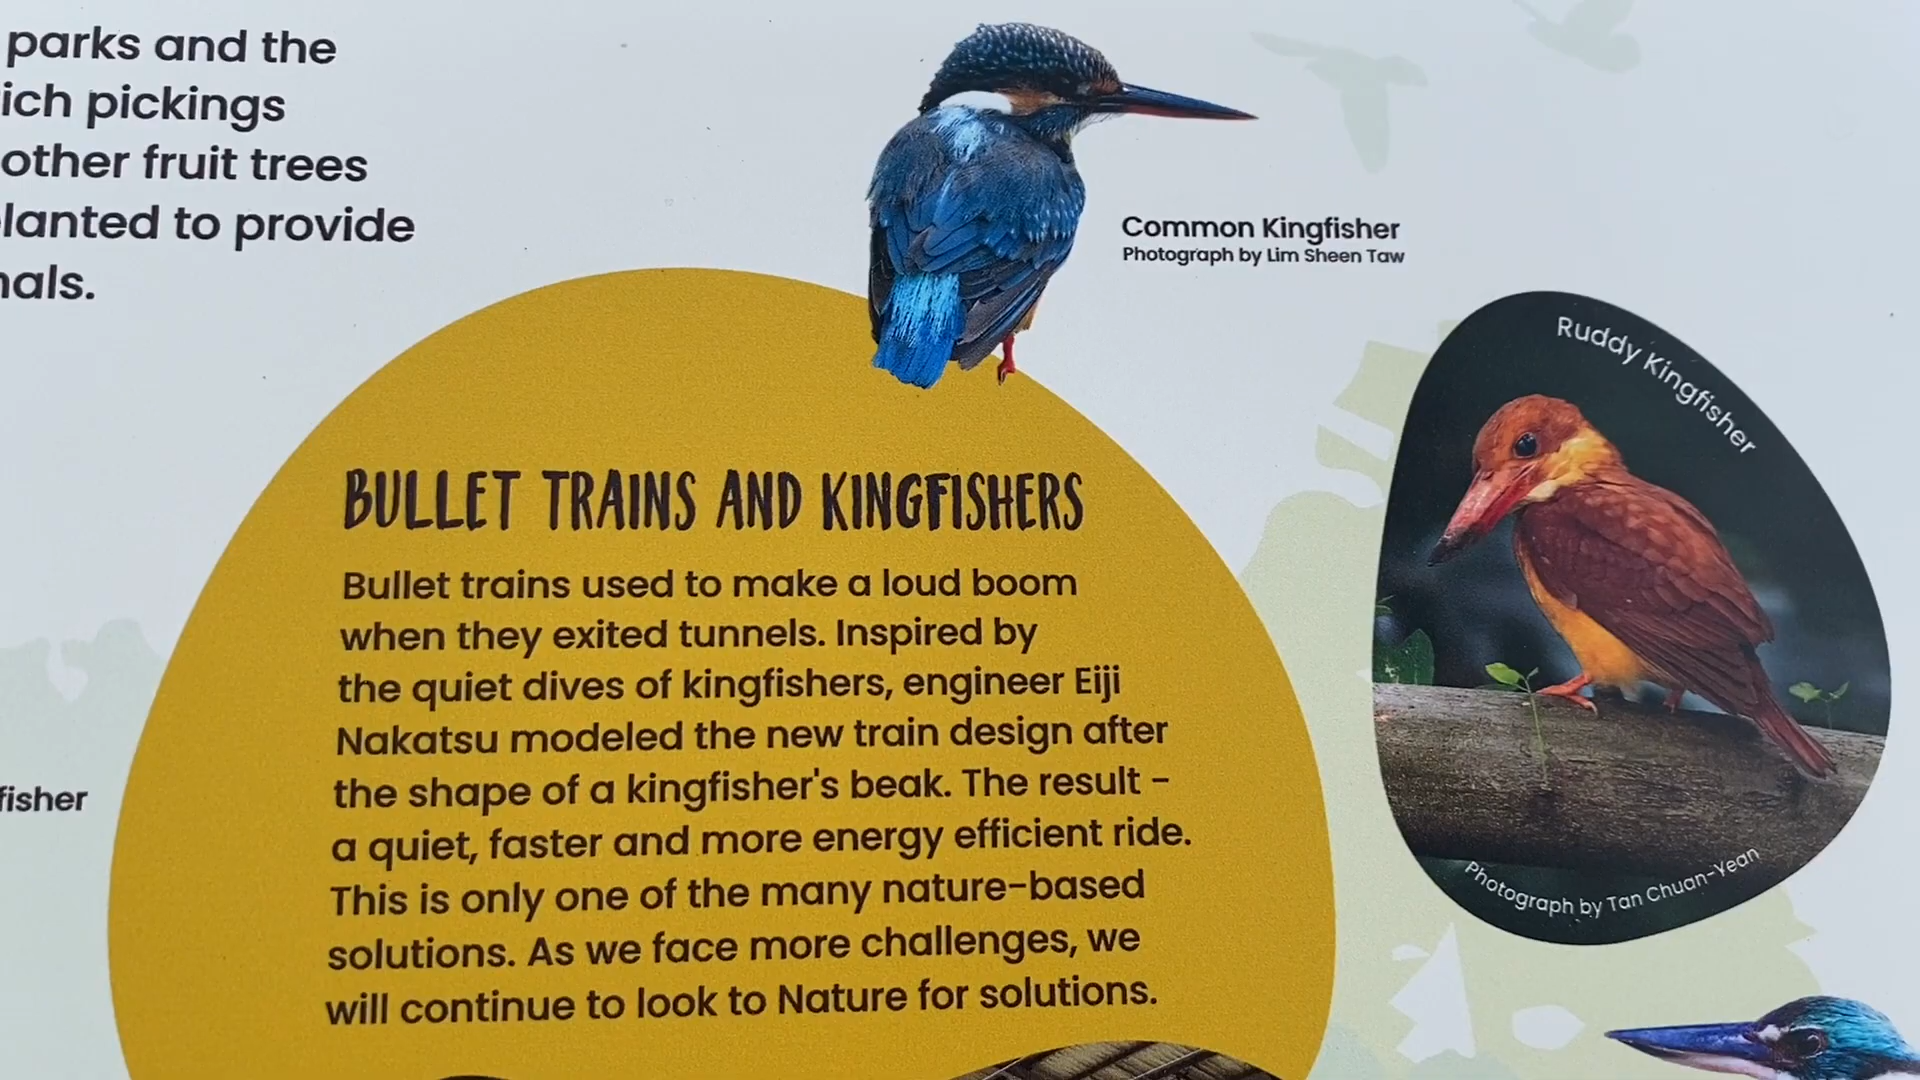 parks and the
ich pickings
other fruit trees
lanted to provide
nals.
Common Kingfisher
Photograph by Lim Sheen Taw
Ruddy Kingfisher
BULLET TRAINS AND KINGFISHERS
Bullet trains used to make a loud boom
when they exited tunnels. Inspired by
the quiet dives of kingfishers, engineer Eiji
Nakatsu modeled the new train design after
the shape of a kingfisher's beak. The result -
a quiet, faster and more energy efficient ride.
This is only one of the many nature-based
solutions. As we face more challenges, we
will continue to look to Nature for solutions.
fisher
Photograph by Tan Chuan-Yean